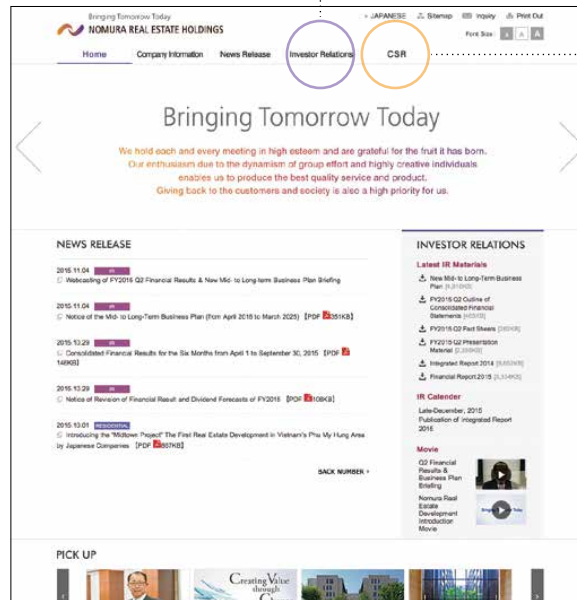 Bringing Tomorrow Today
NOMURA REAL ESTATE HOLDINGS
JAPANESE Sitemap Inquiry Print Out
Font Size A A A
Home Company Information News Release Investor Relations CSR
Bringing Tomorrow Today
We hold each and every meeting in high esteem and are grateful for the fruit it has born.
Our enthusiasm due to the dynamism of group effort and highly creative individuals
enables us to produce the best quality service and product.
Giving back to the customers and society is also a high priority for us.
NEWS RELEASE
2015.11.04 IR
Webcasting of FY2015 Q2 Financial Results & New Mid- to Long-term Business Plan Briefing
2015.11.04 IR
Notice of the Mid- to Long-Term Business Plan (from April 2016 to March 2025) [PDF 351KB]
2015.10.29 IR
Consolidated Financial Results for the Six Months from April 1 to September 30, 2015 [PDF
148KB]
2015.10.29 IR
Notice of Revision of Financial Result and Dividend Forecasts of FY2015 [PDF 108KB]
2015.10.01 RESIDENTIAL
Introducing the "Midtown Project" The First Real Estate Development in Vietnam's Phu My Hung Area
by Japanese Companies [PDF 867KB]
BACK NUMBER
INVESTOR RELATIONS
Latest IR Materials
New Mid- to Long-Term Business
Plan
FY2015 Q2 Outline of
Consolidated Financial
Statements
FY2015 Q2 Fact Sheets
FY2015 Q2 Presentation
Material
Integrated Report 2014
Financial Report 2015
IR Calender
Late-December, 2015
Publication of Integrated Report
2015
Movie
Q2 Financial
Results &
Business Plan
Briefing
Nomura Real
Estate
Development
Introduction
Movie
PICK UP
Creating Value
through